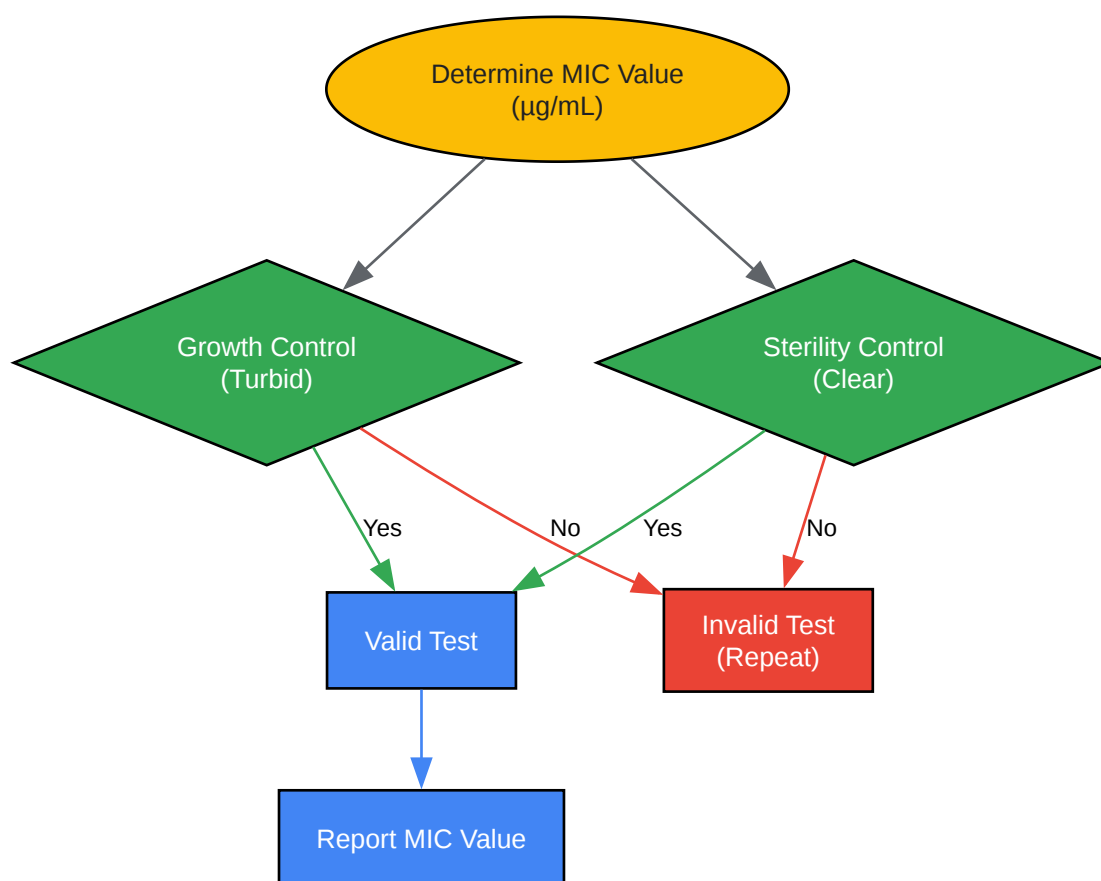 Determine MIC Value
(µg/mL)
Growth Control
(Turbid)
Sterility Control
(Clear)
Yes
No
Yes
No
Valid Test
Invalid Test
(Repeat)
Report MIC Value